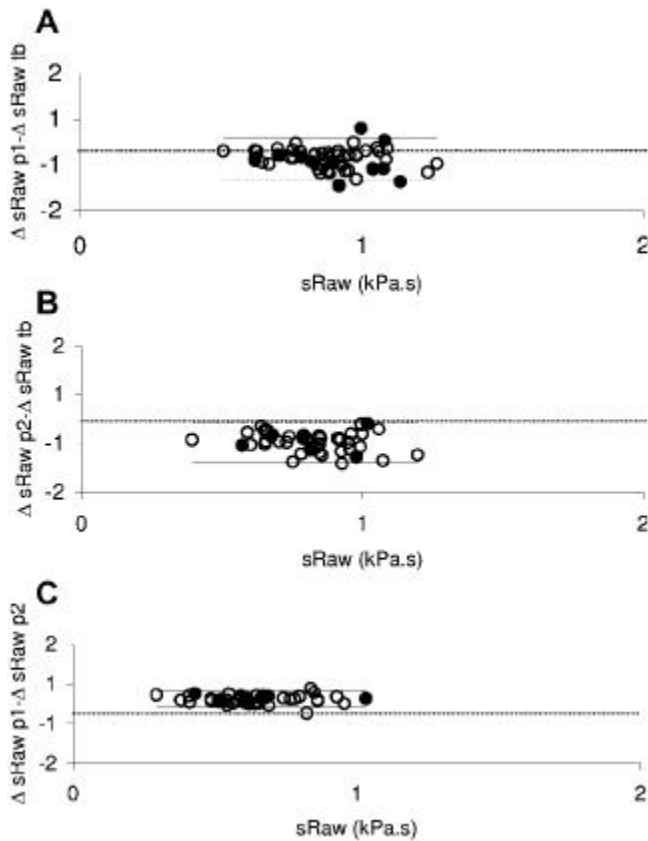 A
Δ sRaw p1-Δ sRaw tb
2
1
-1
-2
0 1 2
sRaw (kPa.s)
B
Δ sRaw p2-Δ sRaw tb
2
1
-1
-2
0 1 2
sRaw (kPa.s)
C
Δ sRaw p1-Δ sRaw p2
2
1
-1
-2
0 1 2
sRaw (kPa.s)